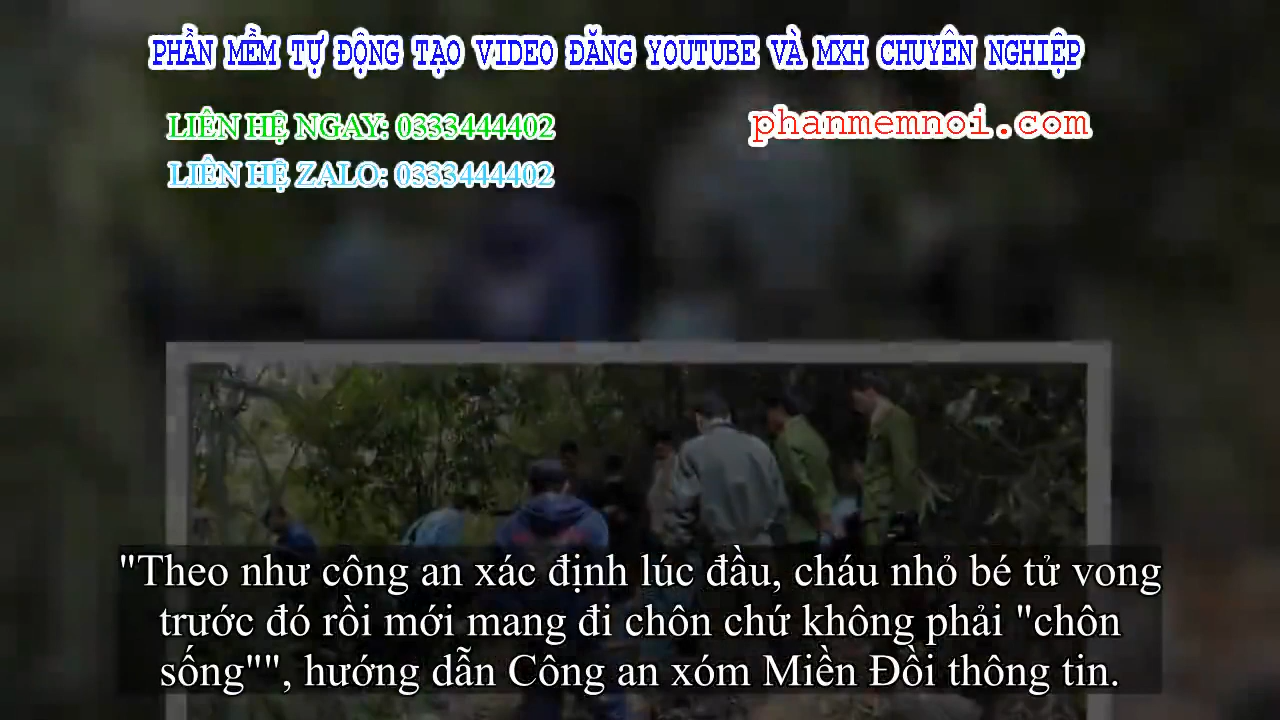 PHẦN MỀM TỰ ĐỘNG TẠO VIDEO ĐĂNG YOUTUBE VÀ MXH CHUYÊN NGHIỆP
LIÊN HỆ NGAY: 0333444402
phanmemnoi.com
LIÊN HỆ ZALO: 0333444402
"Theo như công an xác định lúc đầu, cháu nhỏ bé tử vong
trước đó rồi mới mang đi chôn chứ không phải "chôn
sống"", hướng dẫn Công an xóm Miền Đồi thông tin.